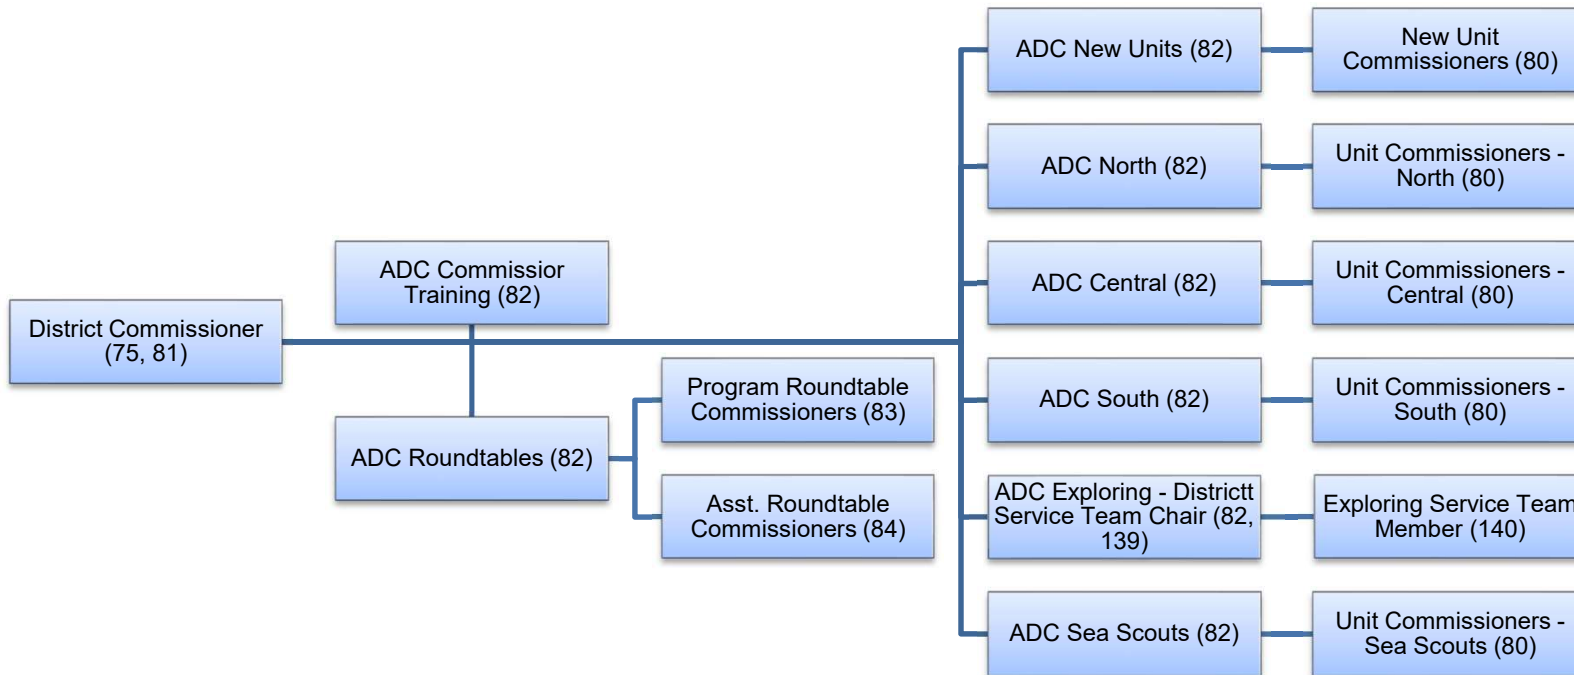 District Commissioner
(75, 81)
ADC Commissior
Training (82)
ADC Roundtables (82)
Program Roundtable
Commissioners (83)
Asst. Roundtable
Commissioners (84)
ADC New Units (82)
New Unit
Commissioners (80)
ADC North (82)
Unit Commissioners -
North (80)
ADC Central (82)
Unit Commissioners -
Central (80)
ADC South (82)
Unit Commissioners -
South (80)
ADC Exploring - Districtt
Service Team Chair (82,
139)
Exploring Service Team
Member (140)
ADC Sea Scouts (82)
Unit Commissioners -
Sea Scouts (80)